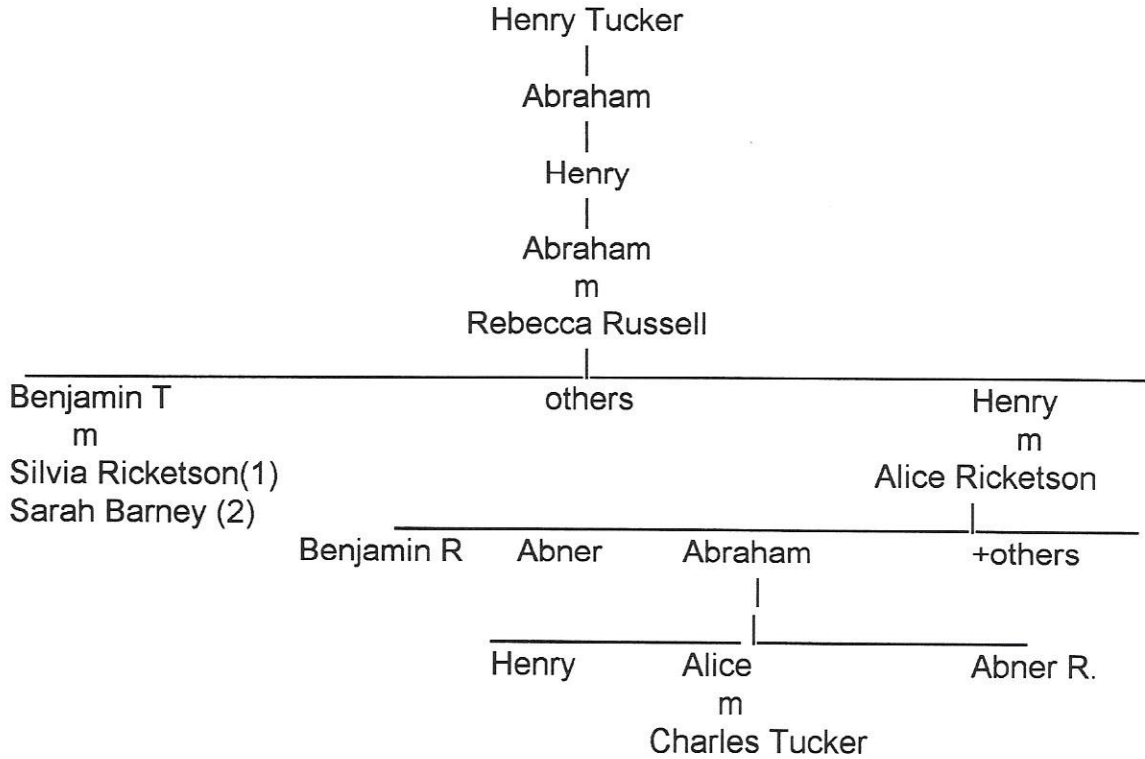 Henry Tucker
Abraham
Henry
Abraham
m
Rebecca Russell
Benjamin T others Henry
m m
Silvia Ricketson(1) Alice Ricketson
Sarah Barney (2)
Benjamin R Abner Abraham +others
Henry Alice Abner R.
m
Charles Tucker